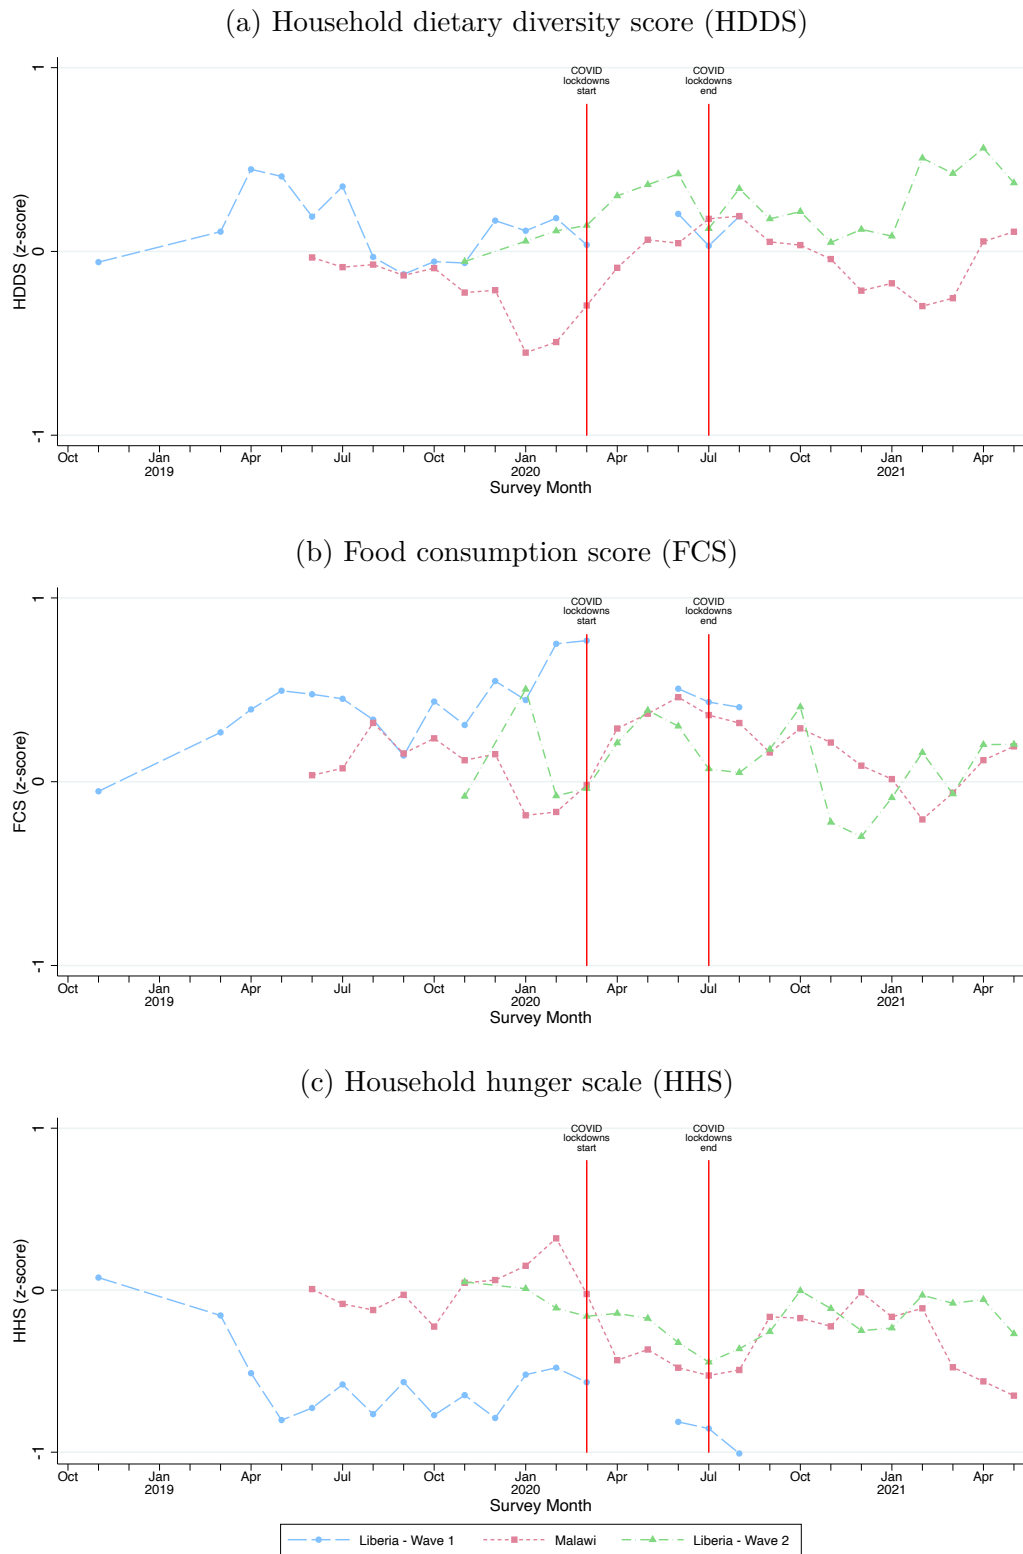 (a) Household dietary diversity score (HDDS)
COVID
lockdowns
start
COVID
lockdowns
end
1
0
-1
HDDS (z-score)
Oct Jan Apr Jul Oct Jan Apr Jul Oct Jan Apr
2019 2020 2021
Survey Month
(b) Food consumption score (FCS)
COVID
lockdowns
start
COVID
lockdowns
end
1
0
-1
FCS (z-score)
Oct Jan Apr Jul Oct Jan Apr Jul Oct Jan Apr
2019 2020 2021
Survey Month
(c) Household hunger scale (HHS)
COVID
lockdowns
start
COVID
lockdowns
end
1
0
-1
HHS (z-score)
Oct Jan Apr Jul Oct Jan Apr Jul Oct Jan Apr
2019 2020 2021
Survey Month
Liberia - Wave 1 Malawi Liberia - Wave 2